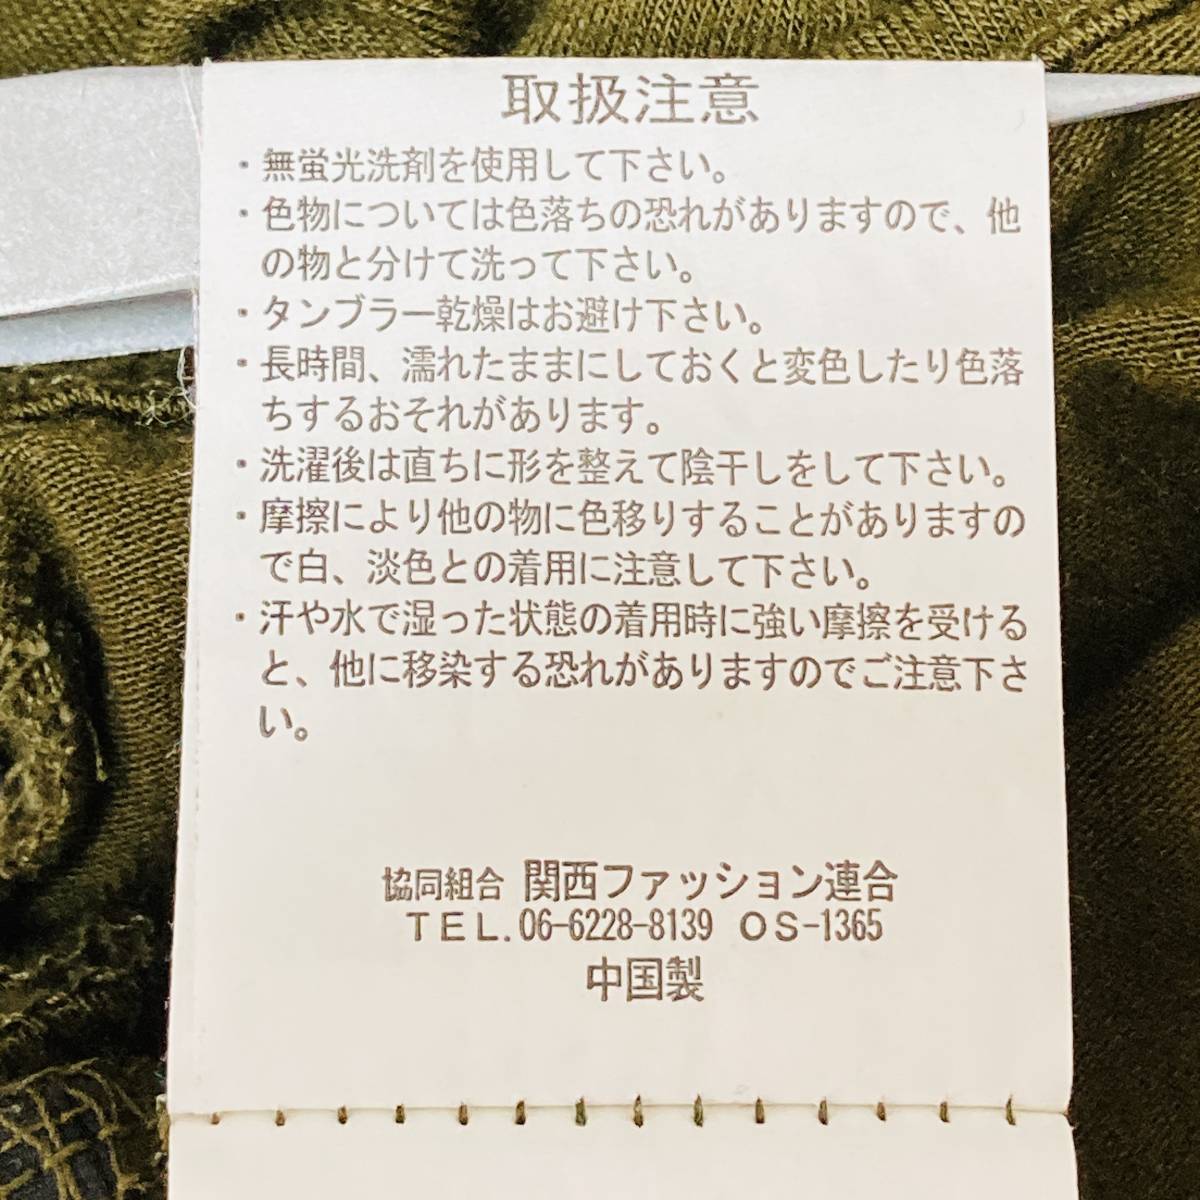 取扱注意
・無蛍光洗剤を使用して下さい。
・色物については色落ちの恐れがありますので、他
の物と分けて洗って下さい。
・タンブラー乾燥はお避け下さい。
・長時間、濡れたままにしておくと変色したり色落
ちするおそれがあります。
・洗濯後は直ちに形を整えて陰干しをして下さい。
・摩擦により他の物に色移りすることがありますの
で白、淡色との着用に注意して下さい。
・汗や水で湿った状態の着用時に強い摩擦を受ける
と、他に移染する恐れがありますのでご注意下さ
い。
協同組合 関西ファッション連合
TEL.06-6228-8139 OS-1365
中国製